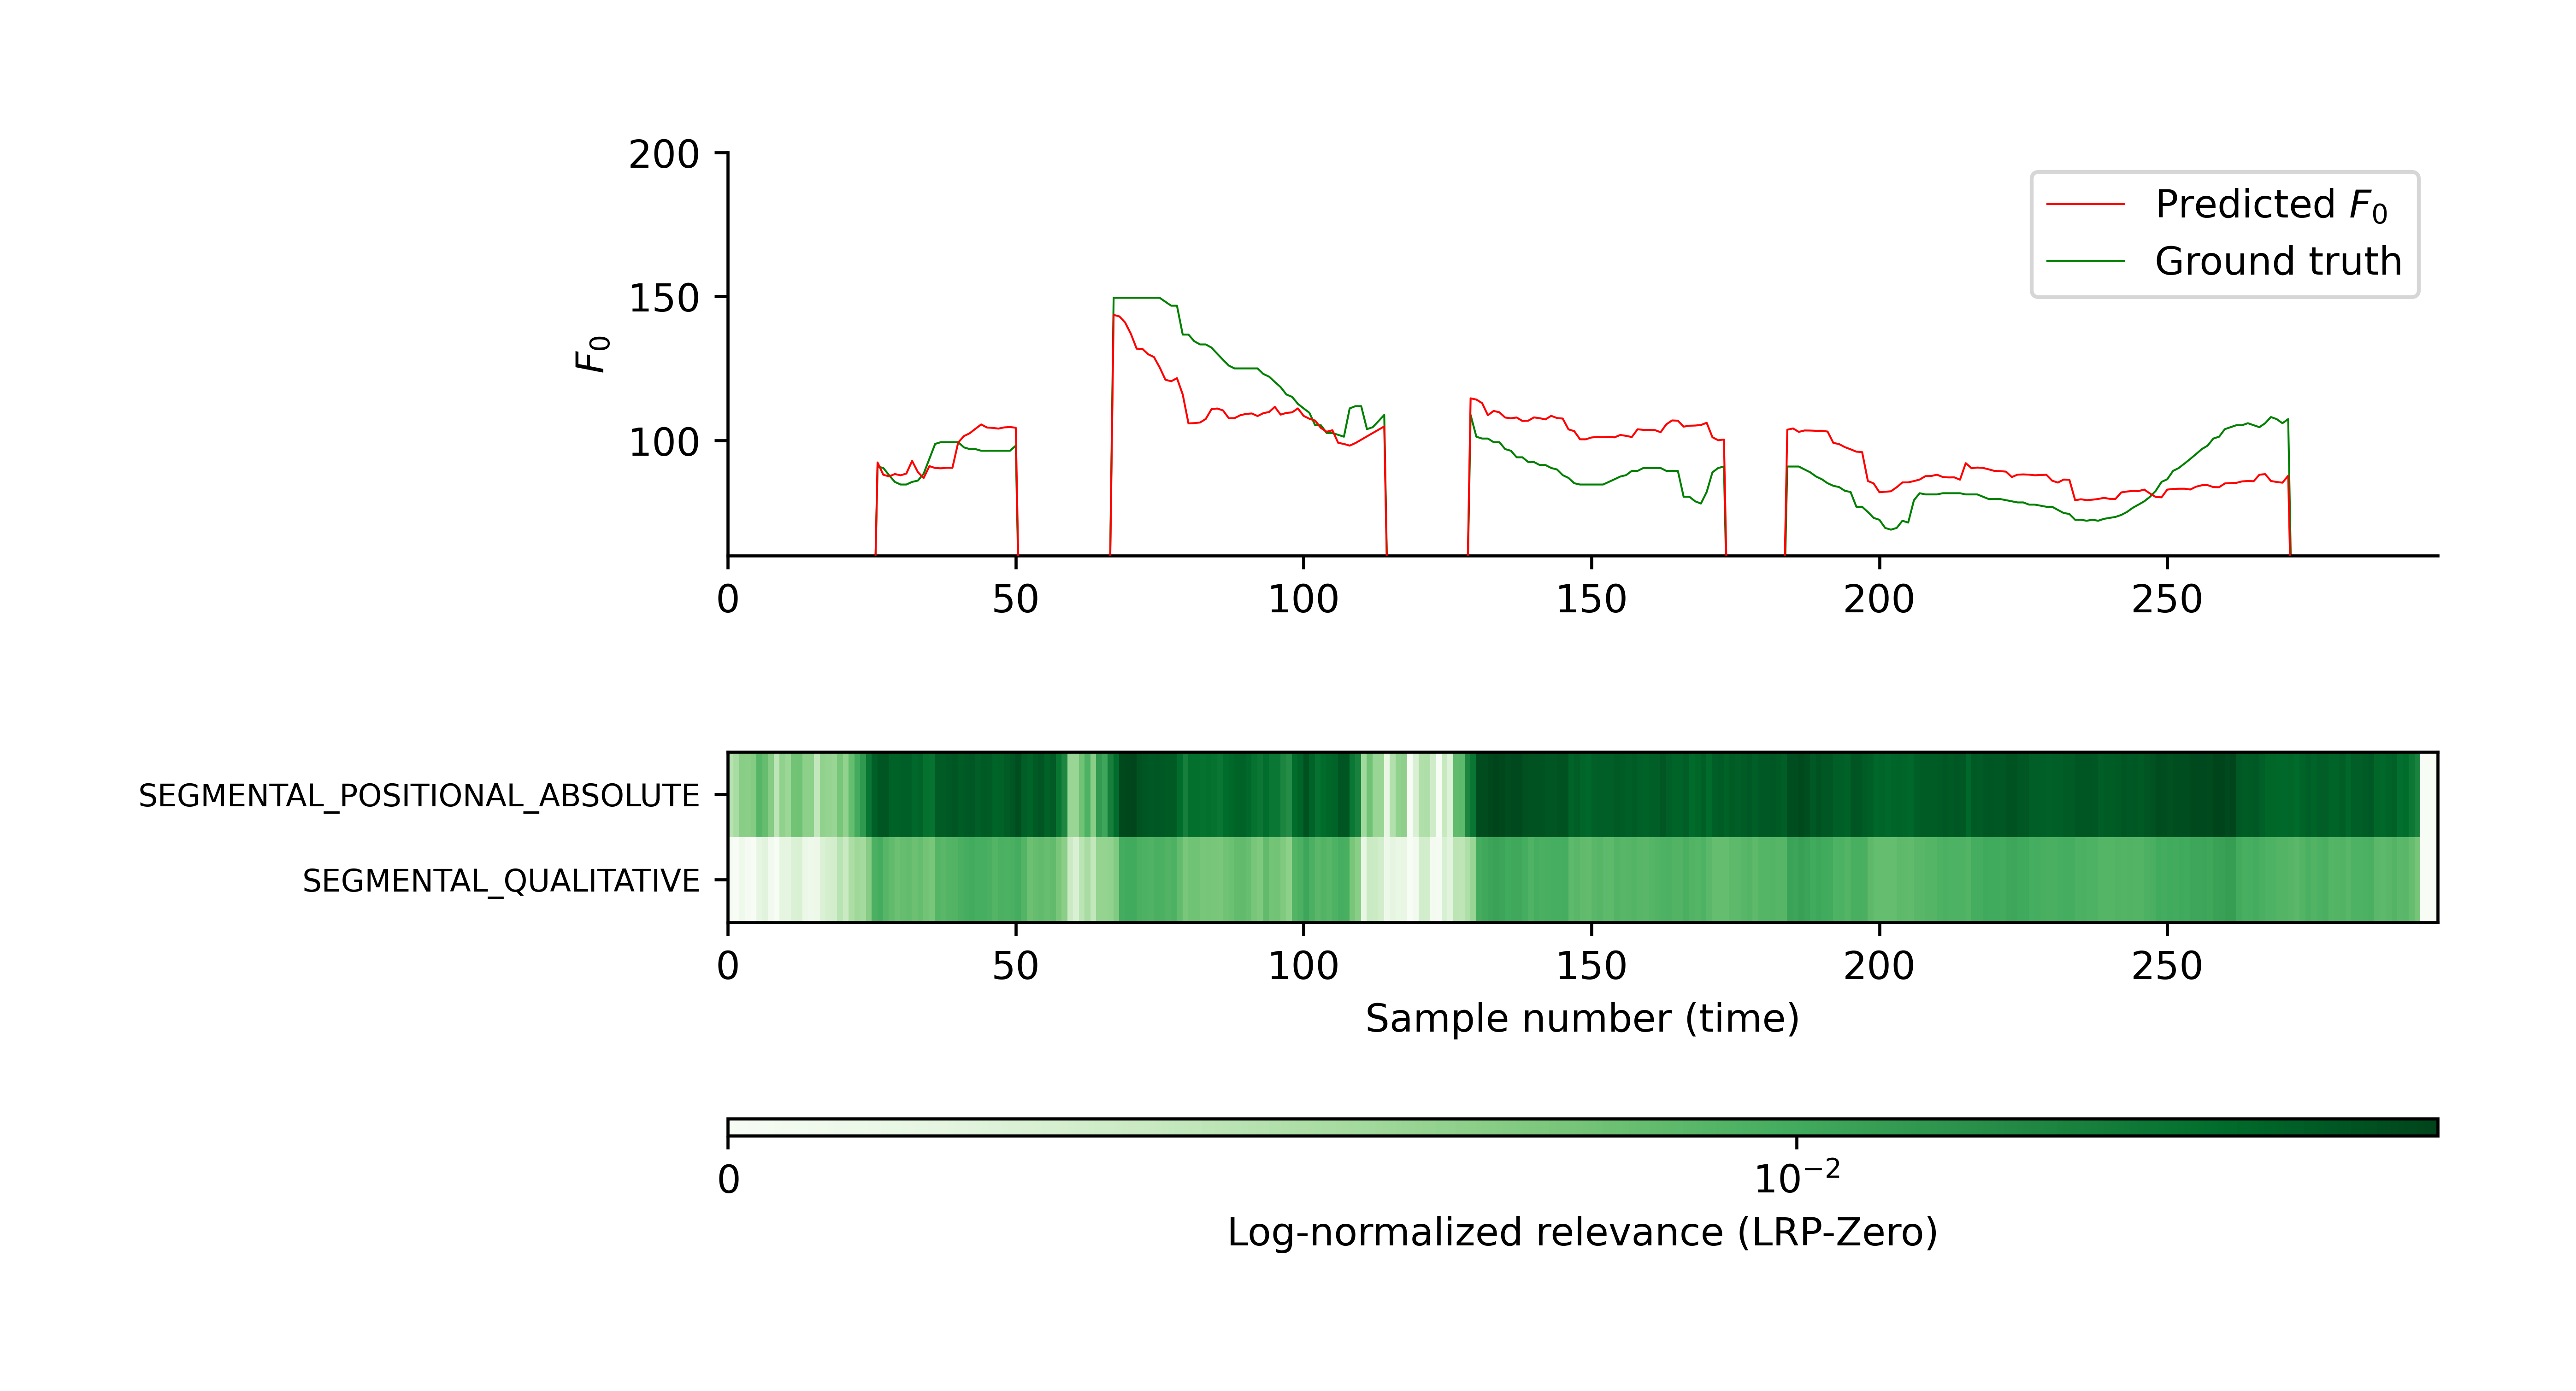 200
150
100
F₀
Predicted F₀
Ground truth
0 50 100 150 200 250
SEGMENTAL_POSITIONAL_ABSOLUTE
SEGMENTAL_QUALITATIVE
0 50 100 150 200 250
Sample number (time)
0 10⁻²
Log-normalized relevance (LRP-Zero)